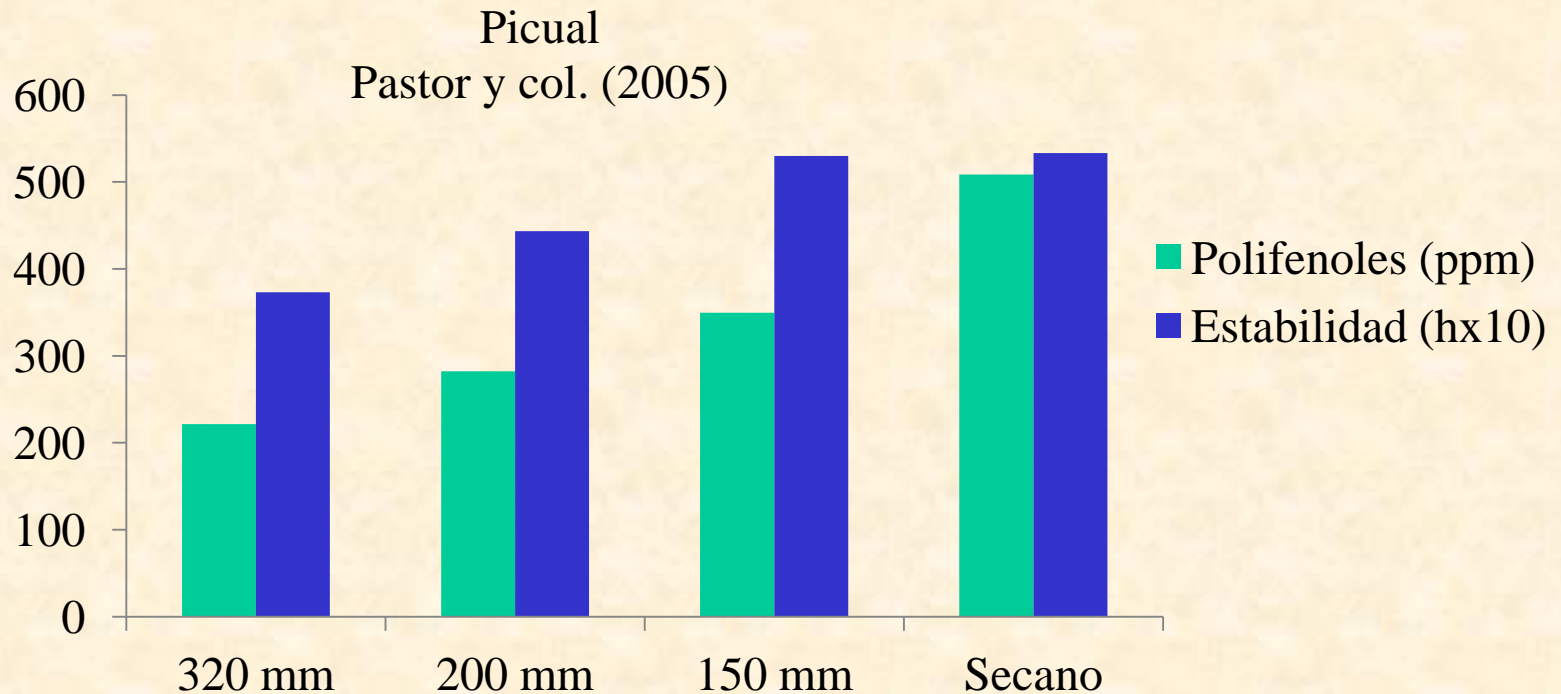 Picual
Pastor y col. (2005)
600
500
400
300
200
100
0
320 mm
200 mm
150 mm
Secano
Polifenoles (ppm)
Estabilidad (hx10)